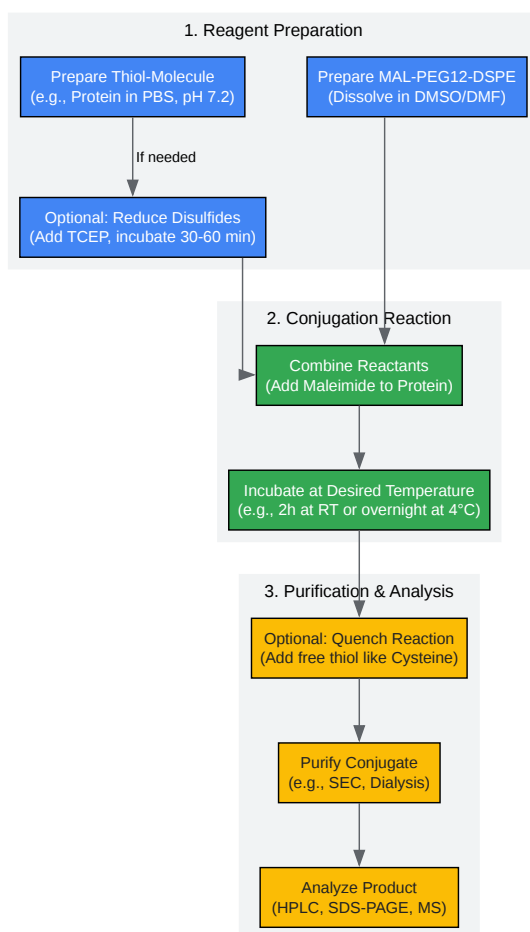 1. Reagent Preparation
Prepare Thiol-Molecule
(e.g., Protein in PBS, pH 7.2)
Prepare MAL-PEG12-DSPE
(Dissolve in DMSO/DMF)
If needed
Optional: Reduce Disulfides
(Add TCEP, incubate 30-60 min)
2. Conjugation Reaction
Combine Reactants
(Add Maleimide to Protein)
Incubate at Desired Temperature
(e.g., 2h at RT or overnight at 4°C)
3. Purification & Analysis
Optional: Quench Reaction
(Add free thiol like Cysteine)
Purify Conjugate
(e.g., SEC, Dialysis)
Analyze Product
(HPLC, SDS-PAGE, MS)